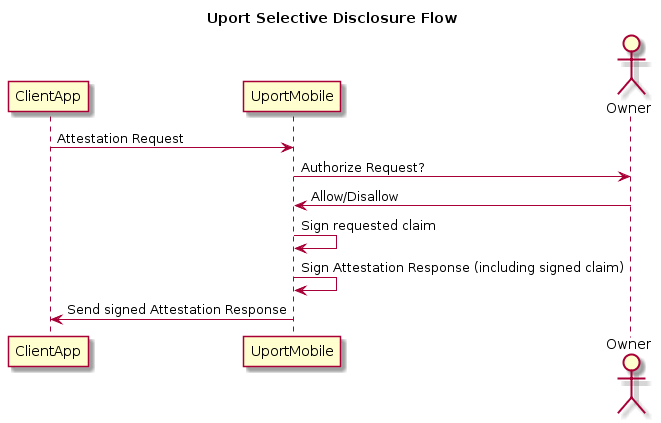 Uport Selective Disclosure Flow
Owner
ClientApp
UportMobile
Attestation Request
Authorize Request?
Allow/Disallow
Sign requested claim
Sign Attestation Response (including signed claim)
Send signed Attestation Response
ClientApp
UportMobile
Owner